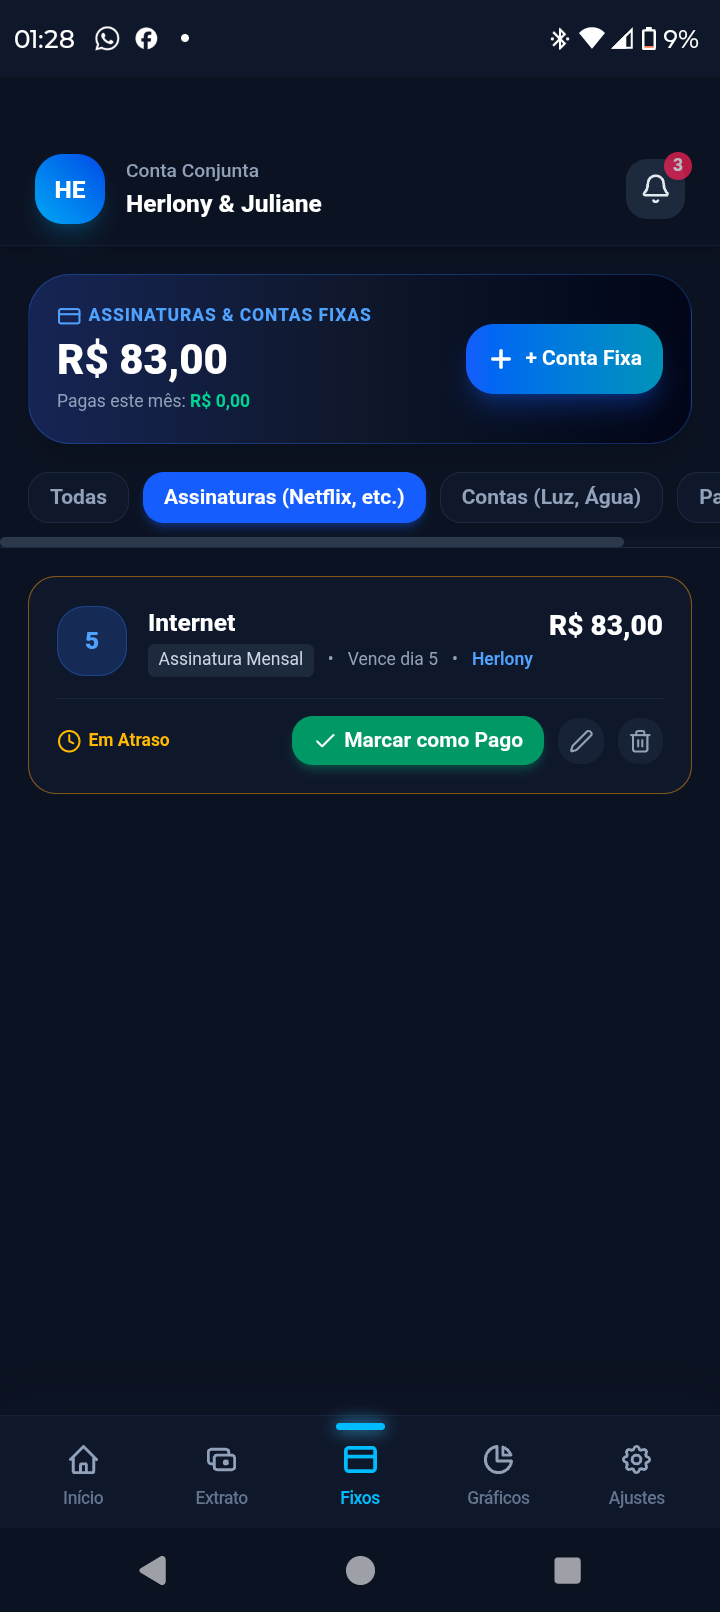 01:28
9%
HE
Conta Conjunta
Herlony & Juliane
3
ASSINATURAS & CONTAS FIXAS
R$ 83,00
Pagas este mês: R$ 0,00
+ Conta Fixa
Todas
Assinaturas (Netflix, etc.)
Contas (Luz, Água)
Pa
5
Internet
R$ 83,00
Assinatura Mensal • Vence dia 5 • Herlony
Em Atraso
Marcar como Pago
Início
Extrato
Fixos
Gráficos
Ajustes